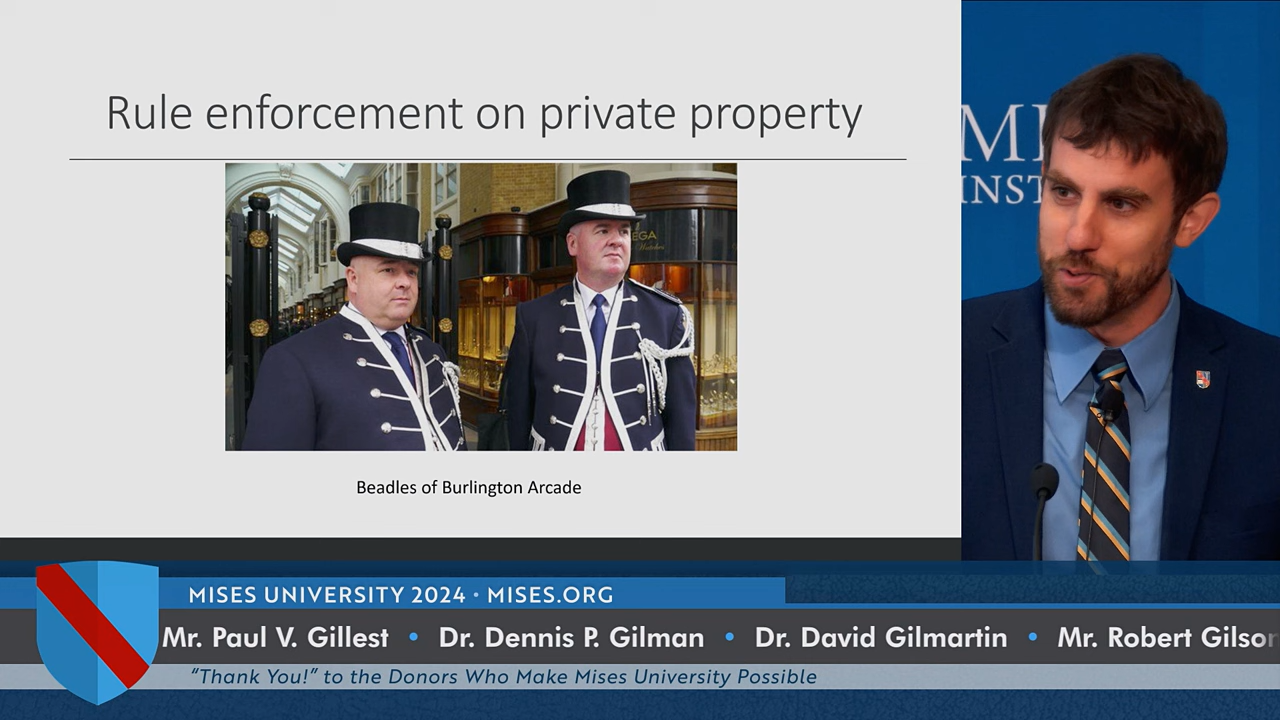 Rule enforcement on private property
Beadles of Burlington Arcade
MISES UNIVERSITY 2024 • MISES.ORG
Mr. Paul V. Gillest • Dr. Dennis P. Gilman • Dr. David Gilmartin • Mr. Robert
“Thank You!” to the Donors Who Make Mises University Possible